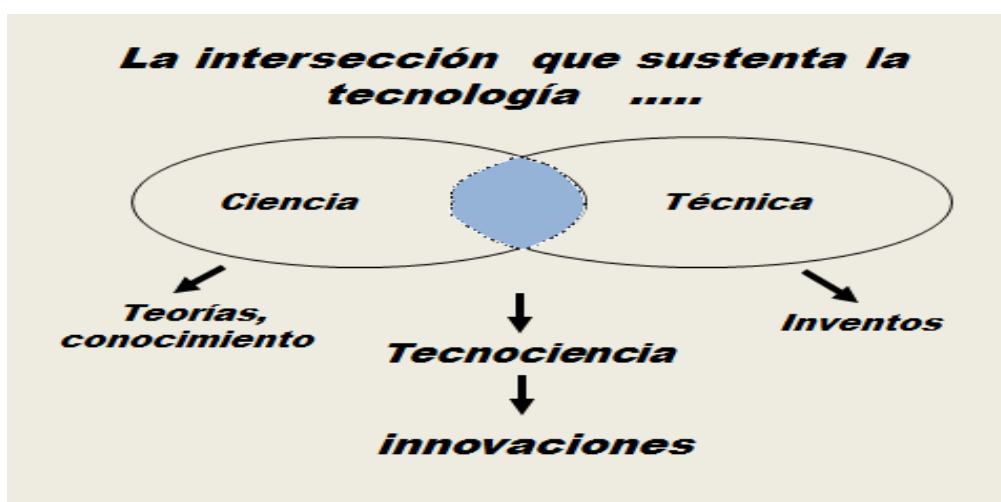 La intersección que sustenta la
tecnología .....
Ciencia
Técnica
Teorías,
conocimiento
Inventos
Tecnociencia
innovaciones